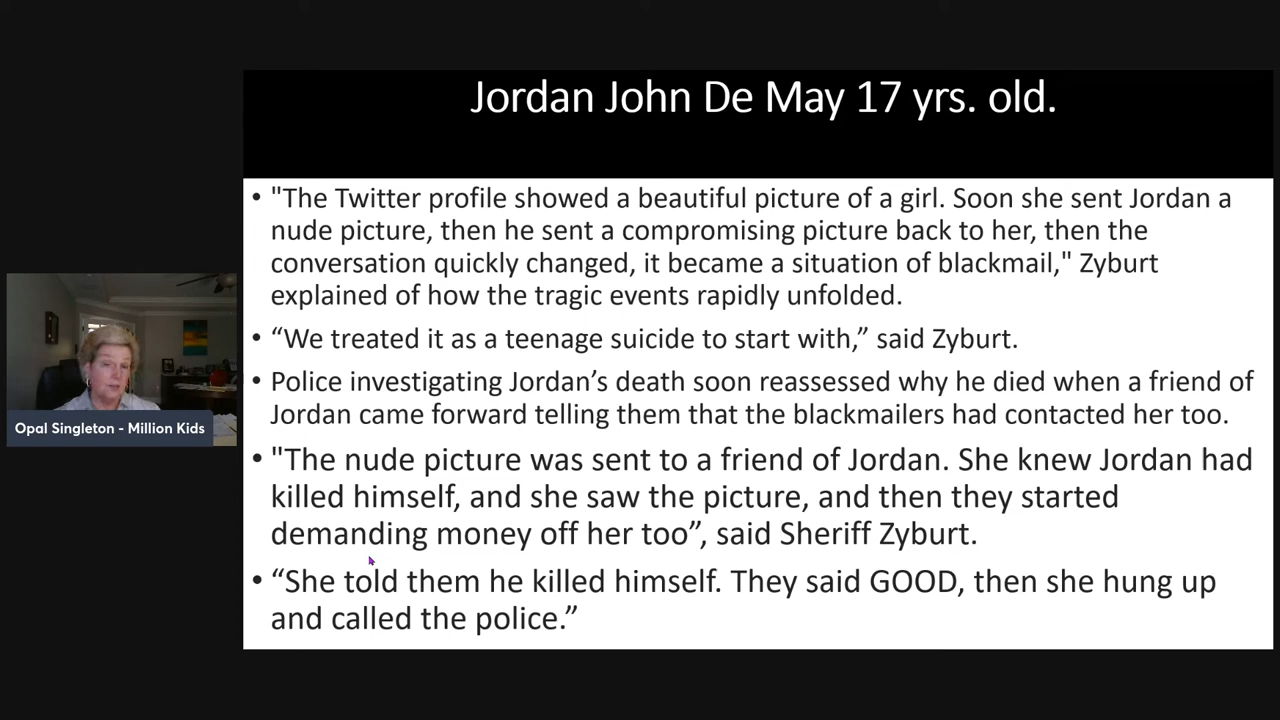 Jordan John De May 17 yrs. old.
• "The Twitter profile showed a beautiful picture of a girl. Soon she sent Jordan a
nude picture, then he sent a compromising picture back to her, then the
conversation quickly changed, it became a situation of blackmail," Zyburt
explained of how the tragic events rapidly unfolded.
• “We treated it as a teenage suicide to start with,” said Zyburt.
• Police investigating Jordan’s death soon reassessed why he died when a friend of
Jordan came forward telling them that the blackmailers had contacted her too.
• "The nude picture was sent to a friend of Jordan. She knew Jordan had
killed himself, and she saw the picture, and then they started
demanding money off her too”, said Sheriff Zyburt.
• “She told them he killed himself. They said GOOD, then she hung up
and called the police.”
Opal Singleton - Million Kids